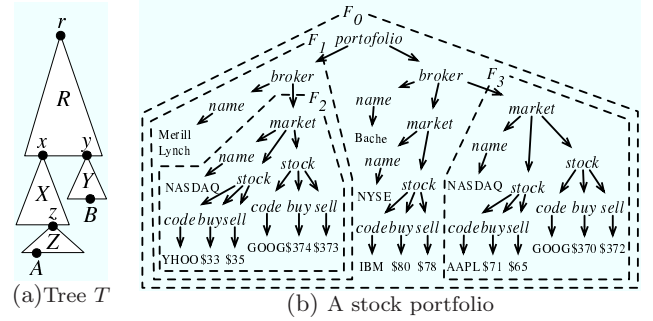 r
R
x
y
X
Y
z
B
Z
A
(a)Tree T
F0
portofolio
F1
broker
broker
F3
name
F2
name
market
Merill
Lynch
market
Bache
market
name
name
name
stock
NASDAQ
stock
stock
NYSE
stock
NASDAQ
stock
code buy sell
code buy sell
code buy sell
code buy sell
code buy sell
YHOO $33 $35
GOOG $374 $373
IBM $80 $78
AAPL $71 $65
GOOG $370 $372
(b) A stock portfolio